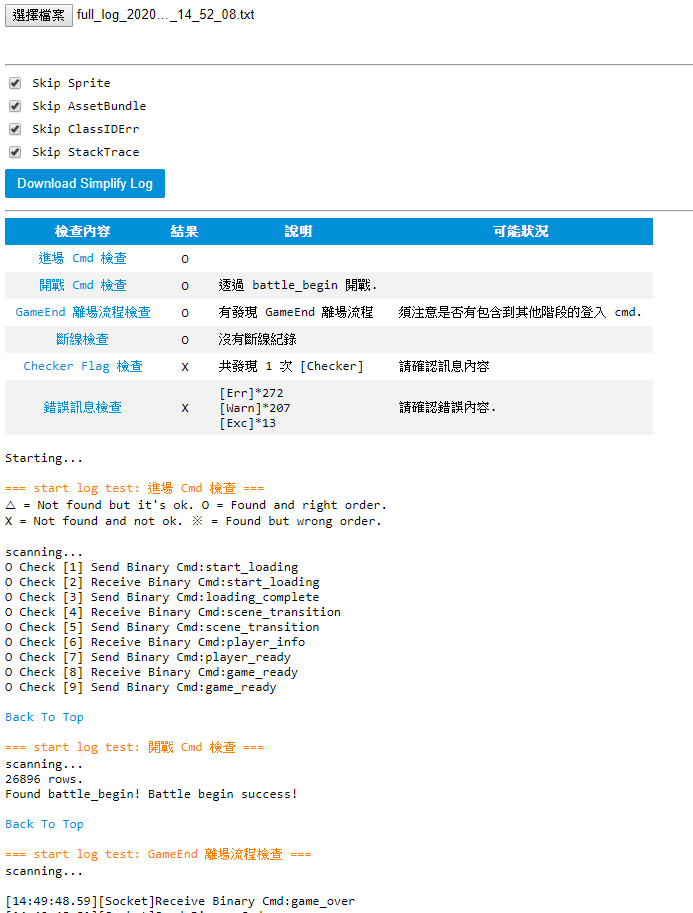 選擇檔案 full_log_2020…_14_52_08.txt
Skip Sprite
Skip AssetBundle
Skip ClassIDErr
Skip StackTrace
Download Simplify Log
檢查內容 結果 說明 可能狀況
進場 Cmd 檢查 O
開戰 Cmd 檢查 O 透過 battle_begin 開戰.
GameEnd 離場流程檢查 O 有發現 GameEnd 離場流程 須注意是否有包含到其他階段的登入 cmd.
斷線檢查 O 沒有斷線紀錄
Checker Flag 檢查 X 共發現 1 次 [Checker] 請確認訊息內容
錯誤訊息檢查 X [Err]*272 請確認錯誤內容.
[Warn]*207
[Exc]*13
Starting...
=== start log test: 進場 Cmd 檢查 ===
△ = Not found but it's ok. O = Found and right order.
X = Not found and not ok. ※ = Found but wrong order.
scanning...
O Check [1] Send Binary Cmd:start_loading
O Check [2] Receive Binary Cmd:start_loading
O Check [3] Send Binary Cmd:loading_complete
O Check [4] Receive Binary Cmd:scene_transition
O Check [5] Send Binary Cmd:scene_transition
O Check [6] Receive Binary Cmd:player_info
O Check [7] Send Binary Cmd:player_ready
O Check [8] Receive Binary Cmd:game_ready
O Check [9] Send Binary Cmd:game_ready
Back To Top
=== start log test: 開戰 Cmd 檢查 ===
scanning...
26896 rows.
Found battle_begin! Battle begin success!
Back To Top
=== start log test: GameEnd 離場流程檢查 ===
scanning...
[14:49:48.59][Socket]Receive Binary Cmd:game_over